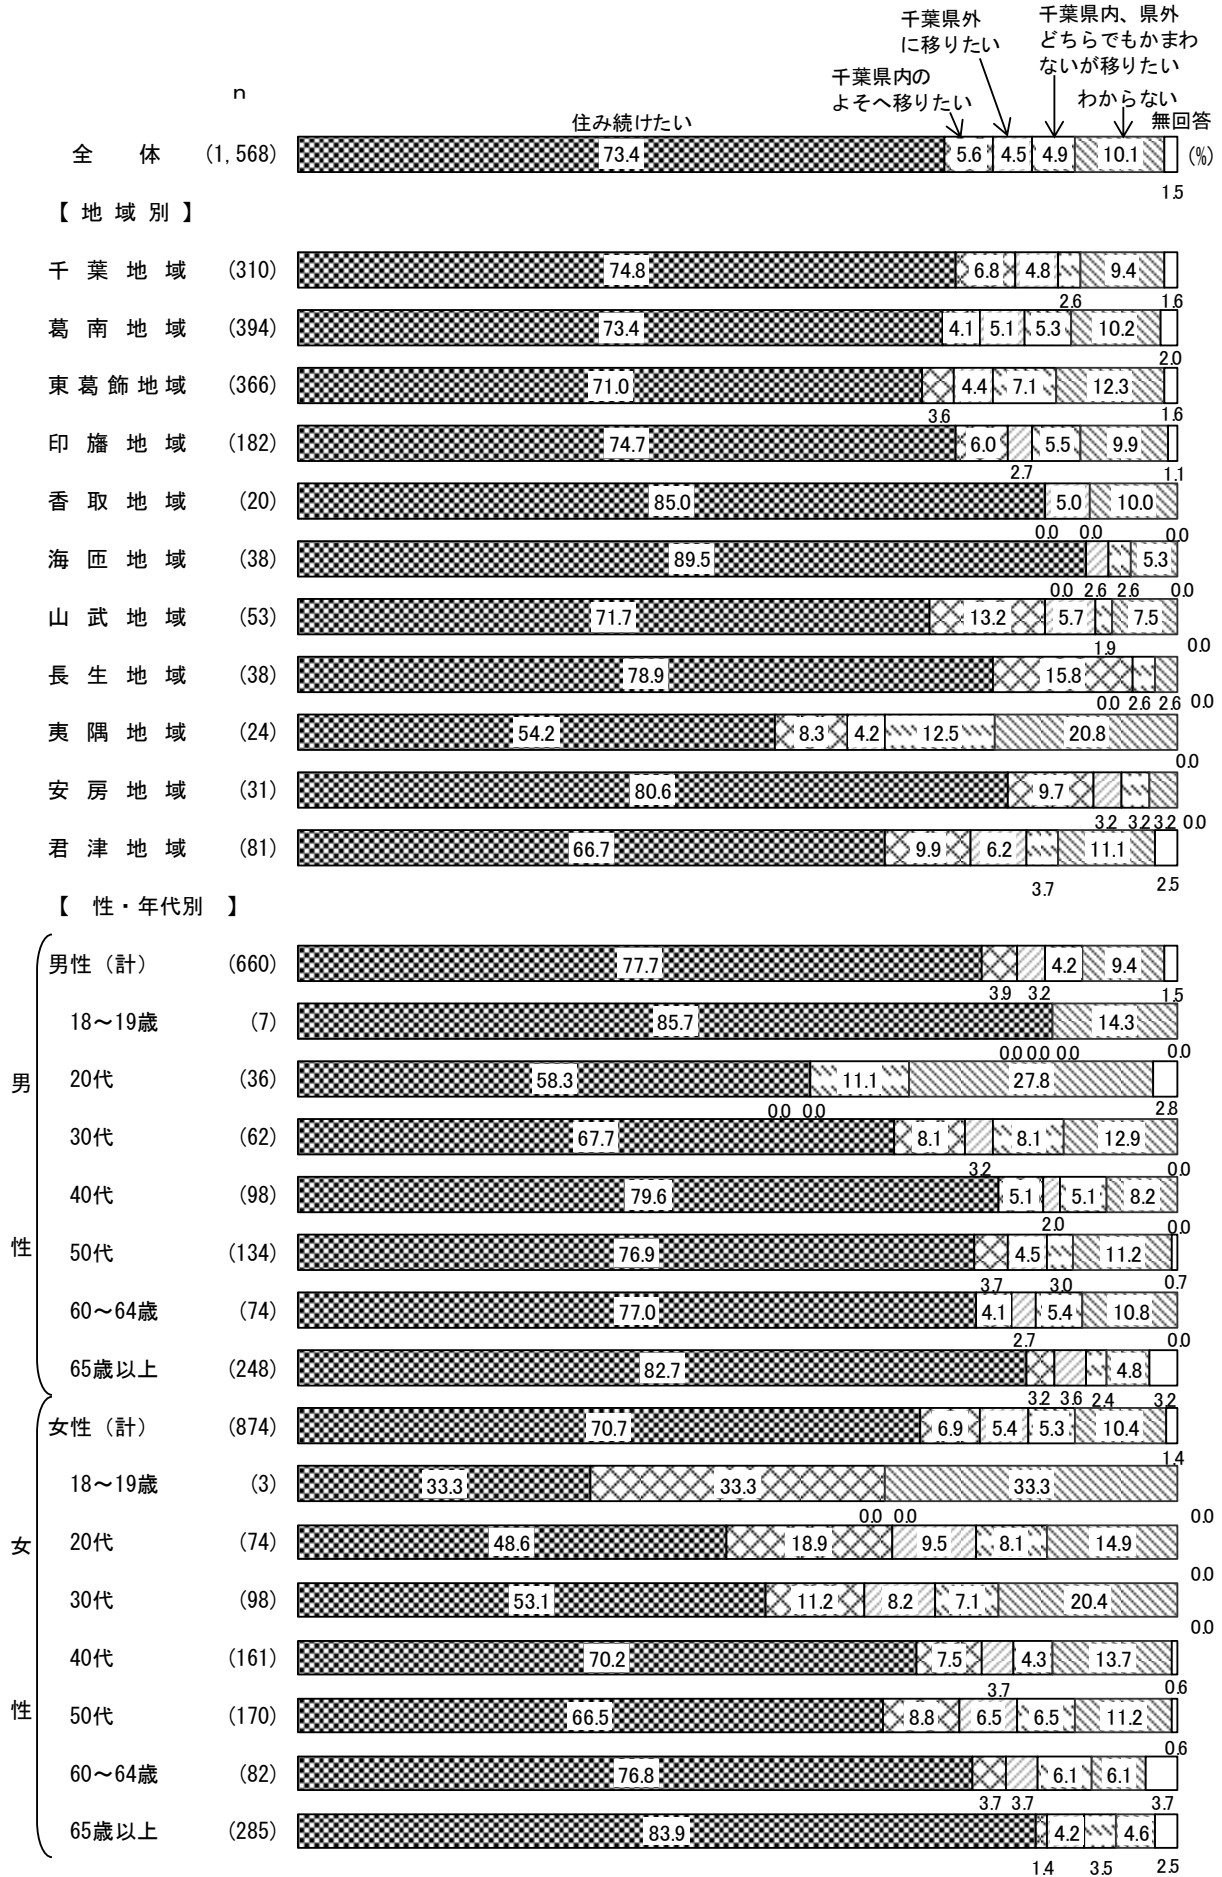 千葉県外
に移りたい
千葉県内、県外
どちらでもかまわ
ないが移りたい
千葉県内の
よそへ移りたい
わからない
n
住み続けたい
無回答
全 体 (1,568) 73.4 5.6 4.5 4.9 10.1 (%)
1.5
【 地 域 別 】
千 葉 地 域 (310) 74.8 6.8 4.8 9.4
2.6 1.6
葛 南 地 域 (394) 73.4 4.1 5.1 5.3 10.2
2.0
東 葛 飾 地 域 (366) 71.0 4.4 7.1 12.3
3.6 1.6
印 旛 地 域 (182) 74.7 6.0 5.5 9.9
2.7 1.1
香 取 地 域 (20) 85.0 5.0 10.0
0.0 0.0 0.0
海 匝 地 域 (38) 89.5 5.3
0.0 2.6 2.6 0.0
山 武 地 域 (53) 71.7 13.2 5.7 7.5
1.9 0.0
長 生 地 域 (38) 78.9 15.8
0.0 2.6 2.6 0.0
夷 隅 地 域 (24) 54.2 8.3 4.2 12.5 20.8
0.0
安 房 地 域 (31) 80.6 9.7
3.2 3.2 3.2 0.0
君 津 地 域 (81) 66.7 9.9 6.2 11.1
3.7 2.5
【 性・年代別 】
男性（計） (660) 77.7 4.2 9.4
3.9 3.2 1.5
18～19歳 (7) 85.7 14.3
0.0 0.0 0.0 0.0
男
20代 (36) 58.3 11.1 27.8
0.0 0.0 2.8
30代 (62) 67.7 8.1 8.1 12.9
3.2 0.0
40代 (98) 79.6 5.1 5.1 8.2
2.0 0.0
性
50代 (134) 76.9 4.5 11.2
3.7 3.0 0.7
60～64歳 (74) 77.0 4.1 5.4 10.8
2.7 0.0
65歳以上 (248) 82.7 4.8
3.2 3.6 2.4 3.2
女性（計） (874) 70.7 6.9 5.4 5.3 10.4
1.4
18～19歳 (3) 33.3 33.3 33.3
0.0 0.0 0.0
女
20代 (74) 48.6 18.9 9.5 8.1 14.9
0.0
30代 (98) 53.1 11.2 8.2 7.1 20.4
0.0
40代 (161) 70.2 7.5 4.3 13.7
3.7 0.6
性
50代 (170) 66.5 8.8 6.5 6.5 11.2
0.6
60～64歳 (82) 76.8 6.1 6.1
3.7 3.7 3.7
65歳以上 (285) 83.9 4.2 4.6
1.4 3.5 2.5